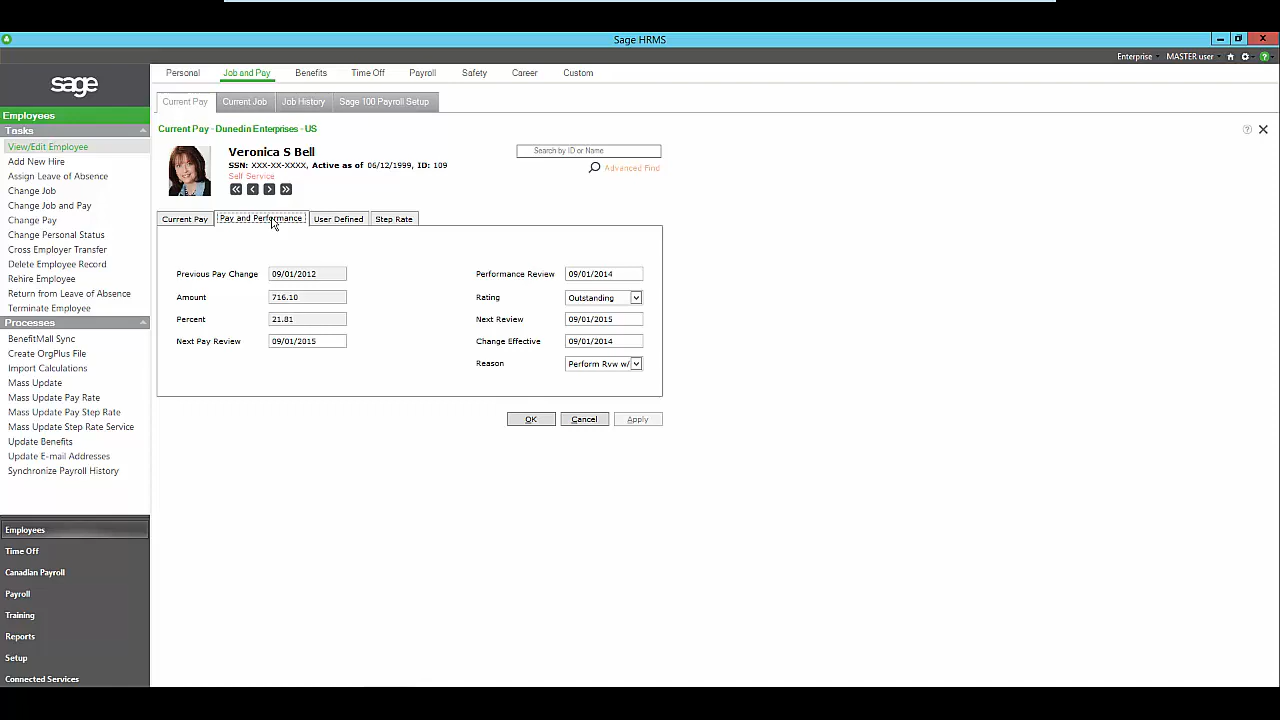 Sage HRMS
Enterprise MASTER user
sage
Personal Job and Pay Benefits Time Off Payroll Safety Career Custom
Current Pay Current Job Job History Sage 100 Payroll Setup
Employees
Tasks
View/Edit Employee
Add New Hire
Assign Leave of Absence
Change Job
Change Job and Pay
Change Pay
Change Personal Status
Cross Employer Transfer
Delete Employee Record
Rehire Employee
Return from Leave of Absence
Terminate Employee
Processes
BenefitMall Sync
Create OrgPlus File
Import Calculations
Mass Update
Mass Update Pay Rate
Mass Update Pay Step Rate
Mass Update Step Rate Service
Update Benefits
Update E-mail Addresses
Synchronize Payroll History
Employees
Time Off
Canadian Payroll
Payroll
Training
Reports
Setup
Connected Services
Current Pay - Dunedin Enterprises - US
Veronica S Bell
SSN: XXX-XX-XXXX, Active as of 06/12/1999, ID: 109
Self Service
Search by ID or Name
Advanced Find
Current Pay Pay and Performance User Defined Step Rate
Previous Pay Change 09/01/2012
Amount 716.10
Percent 21.81
Next Pay Review 09/01/2015
Performance Review 09/01/2014
Rating Outstanding
Next Review 09/01/2015
Change Effective 09/01/2014
Reason Perform Rvw w/
OK Cancel Apply